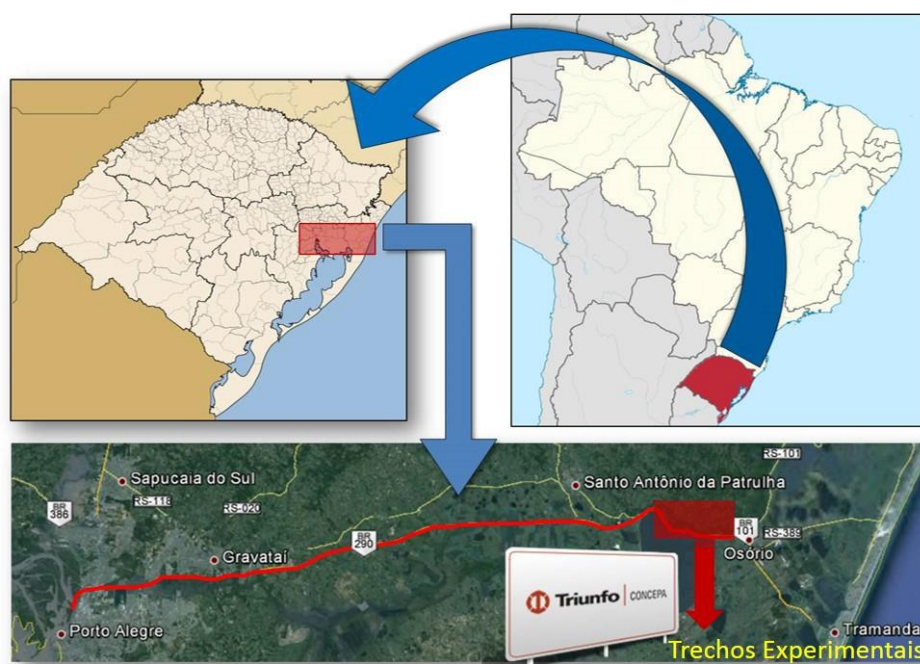 Sapucaia do Sul
Santo Antônio da Patrulha
RS-101
RS-118
RS-020
BR
386
BR
290
BR
101
RS-389
Gravataí
Osório
Triunfo | CONCEPA
Porto Alegre
Tramanda
Trechos Experimentais